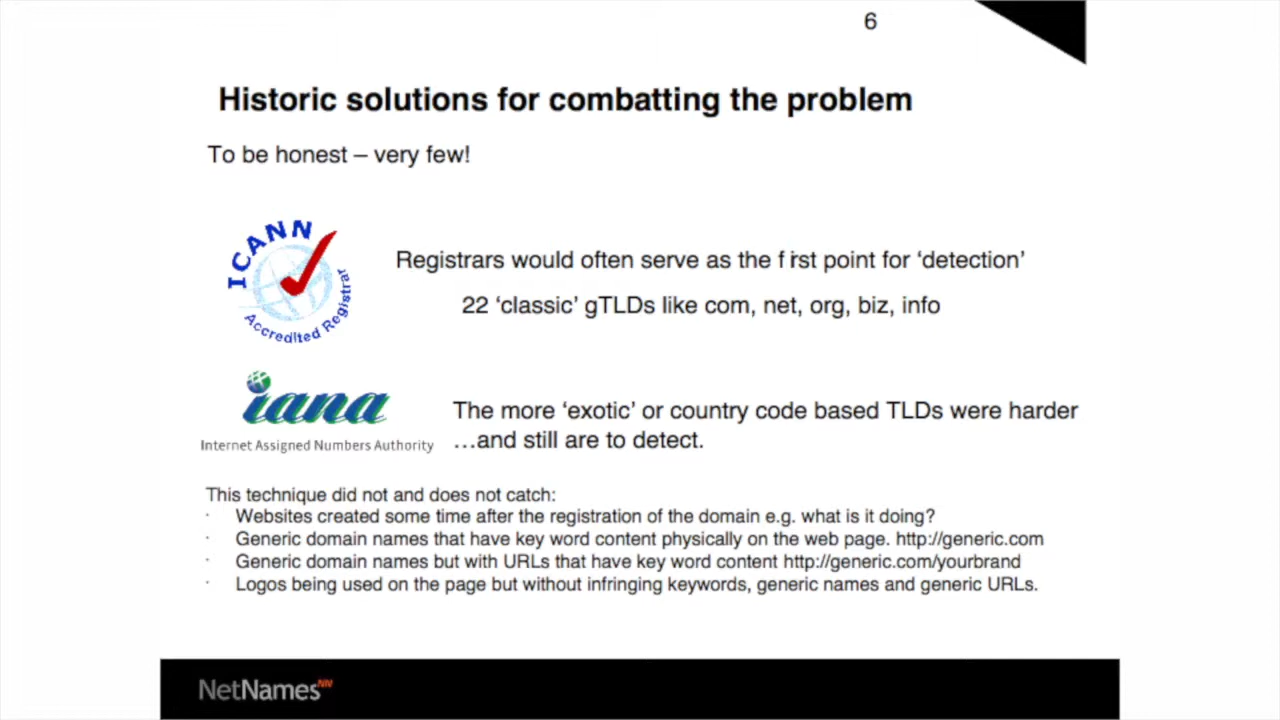 6
Historic solutions for combatting the problem
To be honest – very few!
ICANN
Accredited Registrar
Registrars would often serve as the first point for ‘detection’
22 ‘classic’ gTLDs like com, net, org, biz, info
iana
Internet Assigned Numbers Authority
The more ‘exotic’ or country code based TLDs were harder
…and still are to detect.
This technique did not and does not catch:
· Websites created some time after the registration of the domain e.g. what is it doing?
· Generic domain names that have key word content physically on the web page. http://generic.com
· Generic domain names but with URLs that have key word content http://generic.com/yourbrand
· Logos being used on the page but without infringing keywords, generic names and generic URLs.
NetNames NN